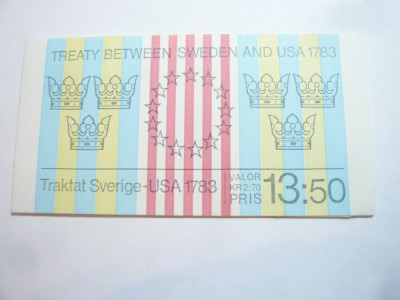 TREATY BETWEEN SWEDEN AND USA 1783
Traktat Sverige-USA 1783
VALOR
KR 2:70
PRIS 13:50